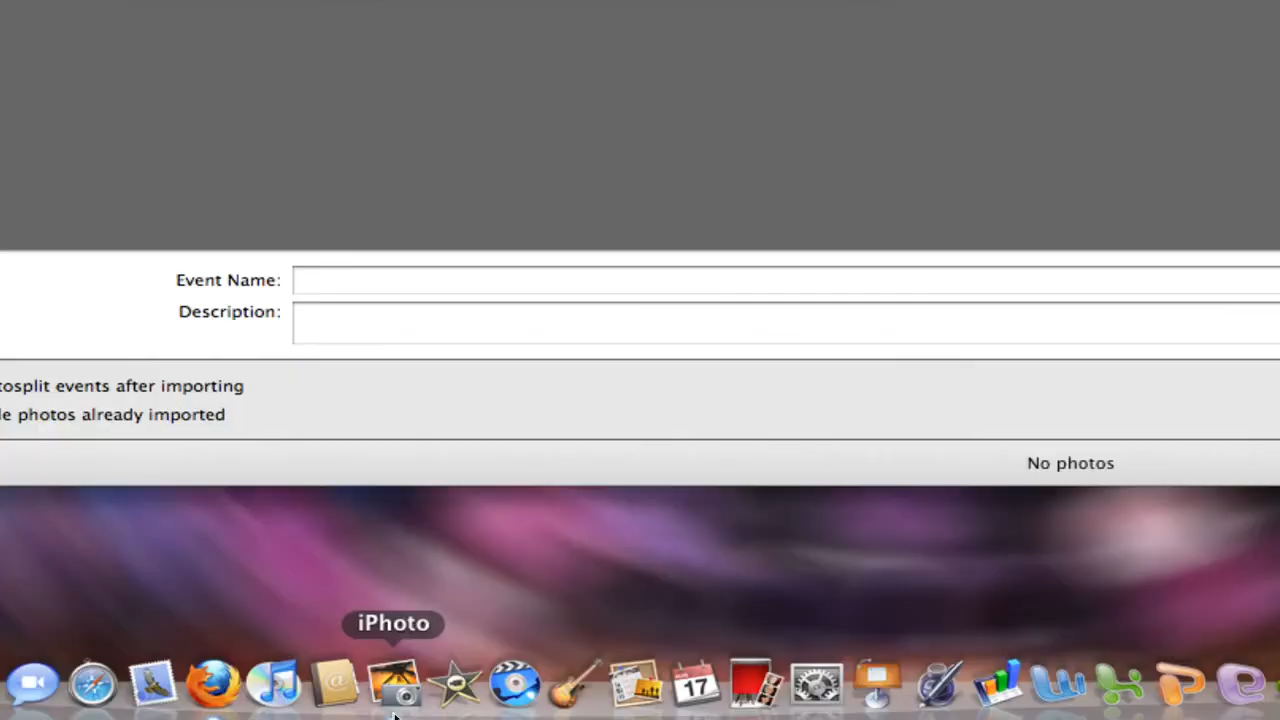 Event Name:
Description:
tosplit events after importing
le photos already imported
No photos
iPhoto
17